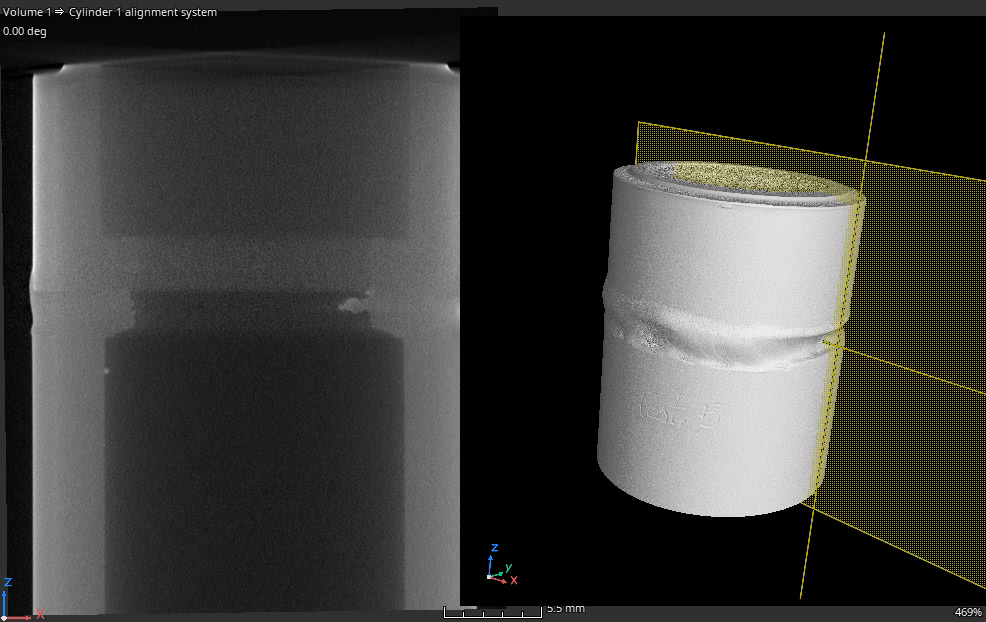 Volume 1 ⇒ Cylinder 1 alignment system
0.00 deg
z
y
x
z
x
5.5 mm
469%